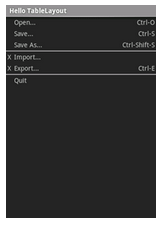 Hello TableLayout
Open... Ctrl-O
Save... Ctrl-S
Save As... Ctrl-Shift-S
X Import...
X Export... Ctrl-E
Quit